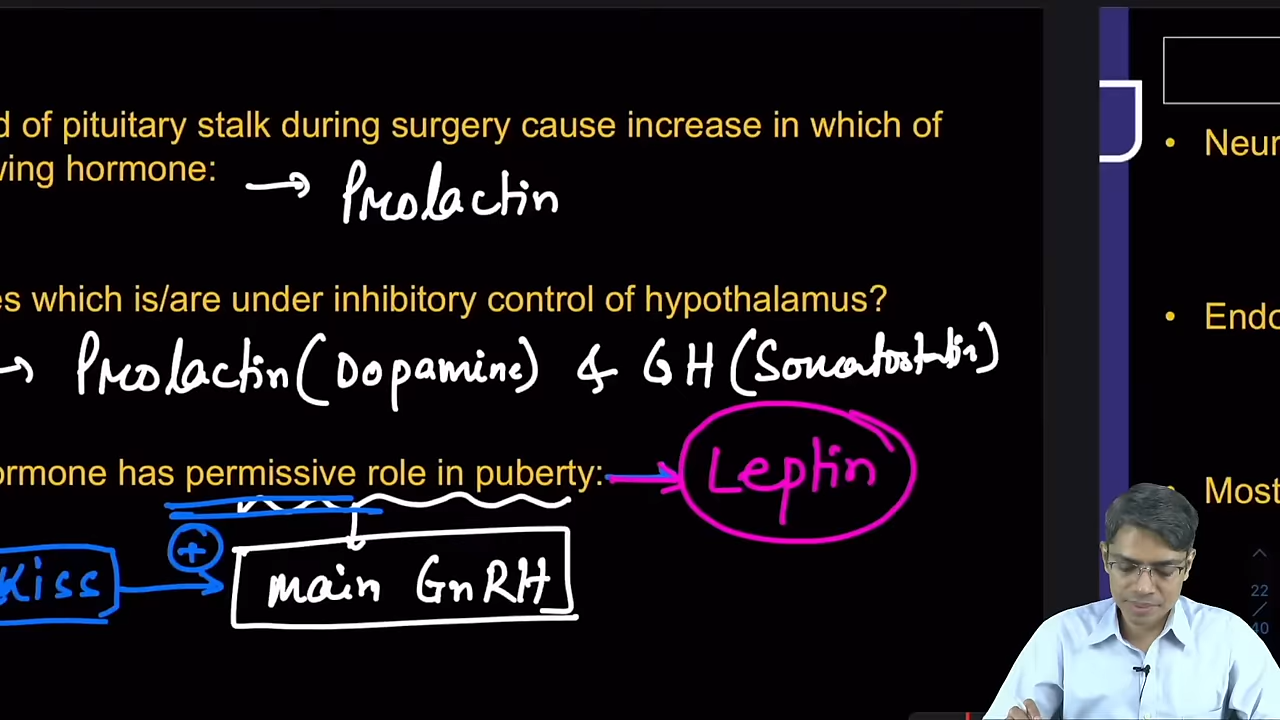 d of pituitary stalk during surgery cause increase in which of
wing hormone: → Prolactin
es which is/are under inhibitory control of hypothalamus?
→ Prolactin (Dopamine) & GH (Somatostatin)
ormone has permissive role in puberty: → Leptin
Kiss + main GnRH
Neur
Endo
Most
22
/
40